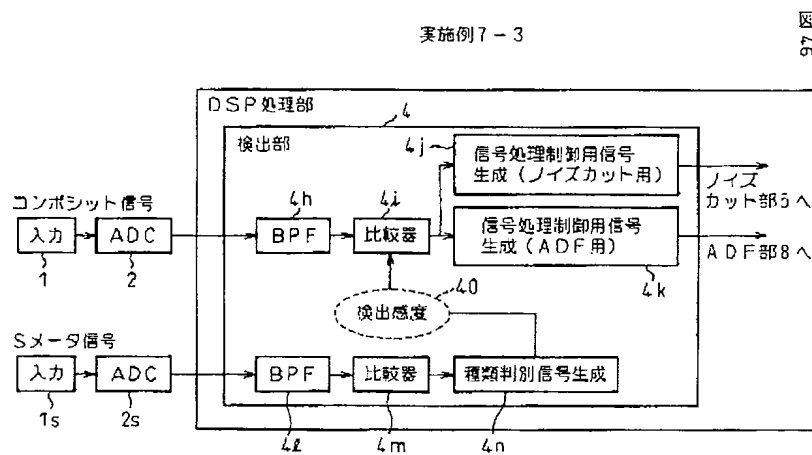 実施例7-3
図97
DSP処理部
4
検出部
4j
信号処理制御用信号
生成(ノイズカット用)
ノイズ
カット部6へ
コンポジット信号
4h
4i
入力
ADC
BPF
比較器
信号処理制御用信号
生成(ADF用)
ADF部8へ
1
2
4k
40
検出感度
Sメータ信号
入力
ADC
BPF
比較器
種類判別信号生成
1s
2s
4ℓ
4m
4n